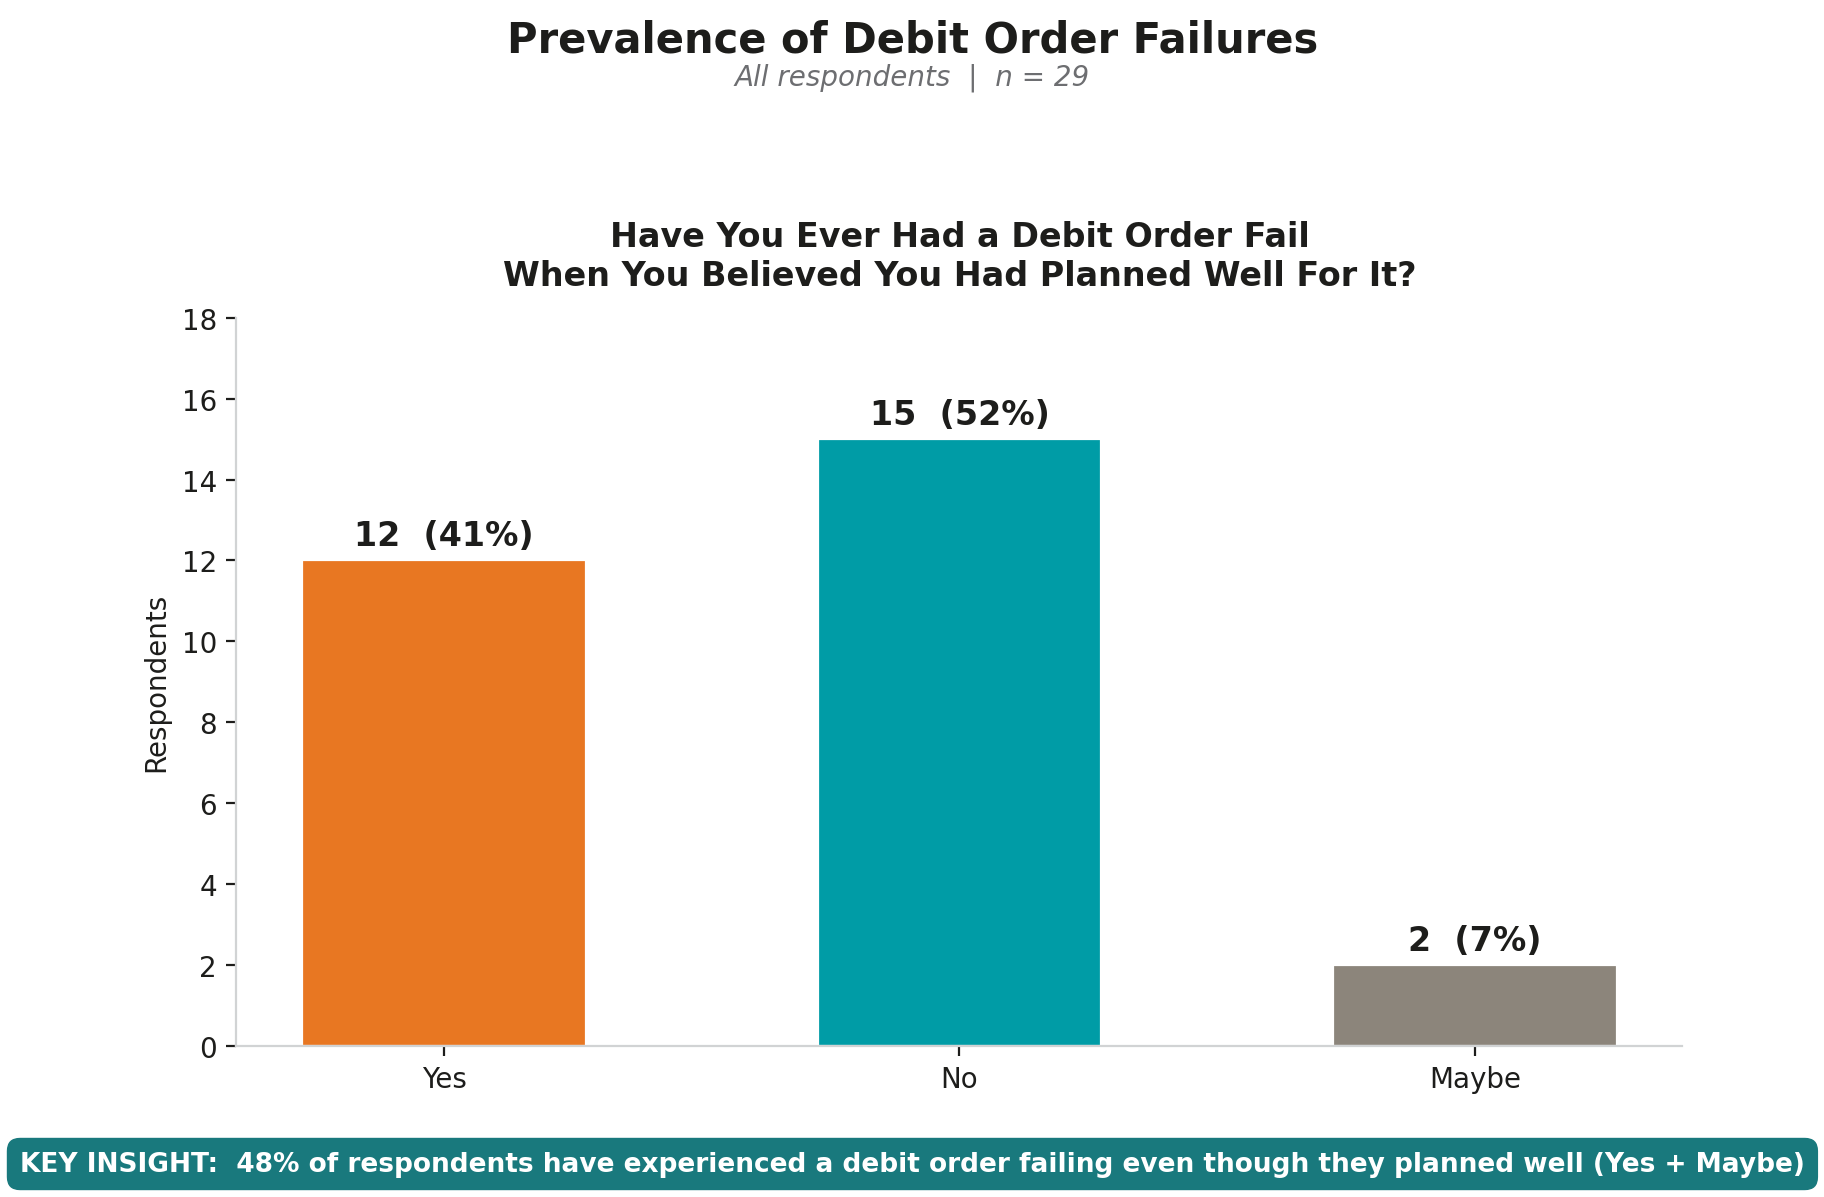 Prevalence of Debit Order Failures
All respondents | n = 29
Have You Ever Had a Debit Order Fail
When You Believed You Had Planned Well For It?
18
16
14
12
10
8
6
4
2
0
Respondents
12 (41%)
15 (52%)
2 (7%)
Yes
No
Maybe
KEY INSIGHT: 48% of respondents have experienced a debit order failing even though they planned well (Yes + Maybe)